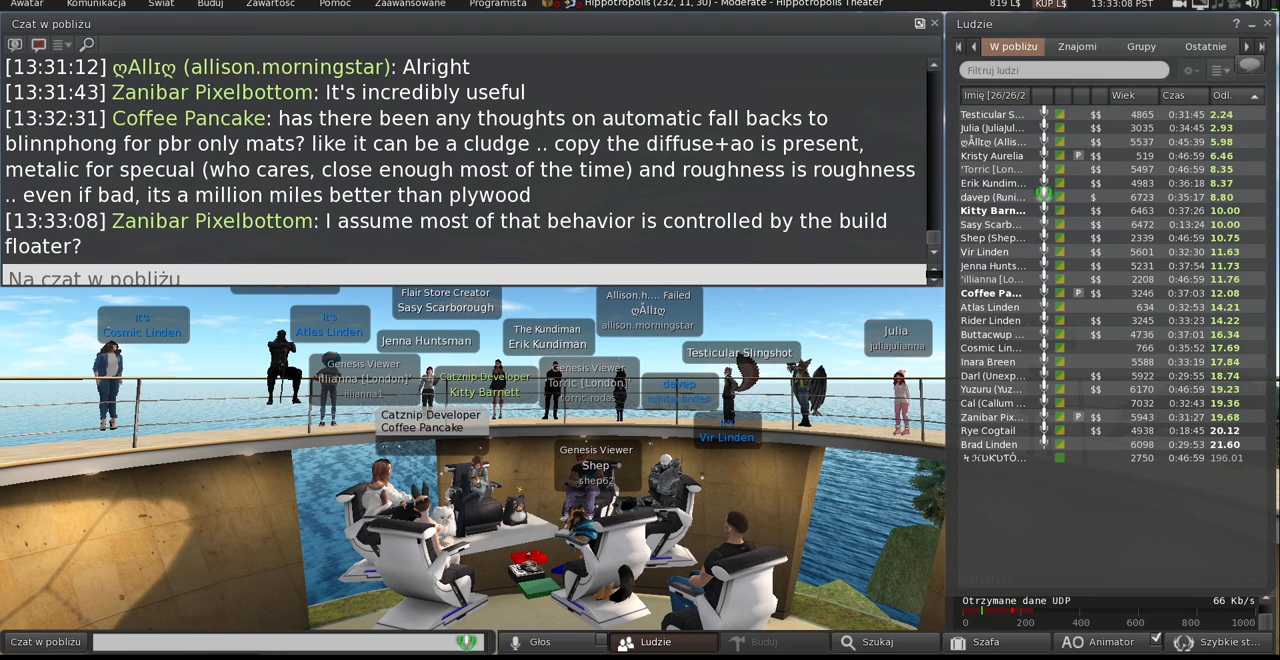 Awatar Komunikacja Świat Buduj Zawartość Pomoc Zaawansowane Programista Hippotropolis (232, 11, 30) - Moderate - Hippotropolis Theater 819 L$ KUP L$ 13:33:08 PST
Czat w pobliżu
[13:31:12] ღAllɪღ (allison.morningstar): Alright
[13:31:43] Zanibar Pixelbottom: It's incredibly useful
[13:32:31] Coffee Pancake: has there been any thoughts on automatic fall backs to
blinnphong for pbr only mats? like it can be a cludge .. copy the diffuse+ao is present,
metalic for specual (who cares, close enough most of the time) and roughness is roughness
.. even if bad, its a million miles better than plywood
[13:33:08] Zanibar Pixelbottom: I assume most of that behavior is controlled by the build
floater?
Na czat w pobliżu
Flair Store Creator
Sasy Scarborough
Allison.h.... Failed
ღAllɪღ
allison.morningstar
It's
Cosmic Linden
It's
Atlas Linden
Jenna Huntsman
The Kundiman
Erik Kundiman
Julia
juliajulianna
Testicular Slingshot
Genesis Viewer
'illianna [London]'
illianna1
Catznip Developer
Kitty Barnett
Genesis Viewer
'Torric [London]'
torric.rodas
davep
runitai.linden
Catznip Developer
Coffee Pancake
It's
Vir Linden
Genesis Viewer
Shep
shep62
Ludzie
W pobliżu Znajomi Grupy Ostatnie
Filtruj ludzi
Imię [26/26/2 Wiek Czas Odl.
Testicular S... $$ 4865 0:31:45 2.24
Julia (JuliaJul... $$ 3035 0:34:45 2.93
ღAllɪღ (Allis... $$ 5537 0:45:39 5.98
Kristy Aurelia P $$ 519 0:46:59 6.46
'Torric [Lon... $$ 5497 0:46:59 8.35
Erik Kundim... $$ 4983 0:36:18 8.37
davep (Runi... $ 6723 0:35:17 8.80
Kitty Barn... $$ 6463 0:37:26 10.00
Sasy Scarb... $$ 6472 0:13:24 10.00
Shep (Shep... $$ 2339 0:46:59 10.75
Vir Linden $$ 5601 0:32:30 11.63
Jenna Hunts... $$ 5231 0:37:54 11.73
'illianna [Lo... $$ 2208 0:46:59 11.76
Coffee Pa... P $$ 3246 0:37:03 12.08
Atlas Linden 634 0:32:53 14.21
Rider Linden $$ 3245 0:33:23 14.22
Buttacwup ... $$ 4736 0:37:01 16.34
Cosmic Lin... 766 0:35:52 17.69
Inara Breen 5588 0:33:19 17.84
Darl (Unexp... $$ 5922 0:29:55 18.74
Yuzuru (Yuz... $$ 6170 0:46:59 19.23
Cal (Callum ... 7032 0:32:43 19.36
Zanibar Pix... P $$ 5943 0:31:27 19.68
Rye Cogtail $$ 4938 0:18:45 20.12
Brad Linden 6098 0:29:53 21.60
2750 0:46:59 196.01
Otrzymane dane UDP 66 Kb/s
0 200 400 600 800 1000
Czat w pobliżu Głos Ludzie Buduj Szukaj Szafa AO Animator Szybkie st...